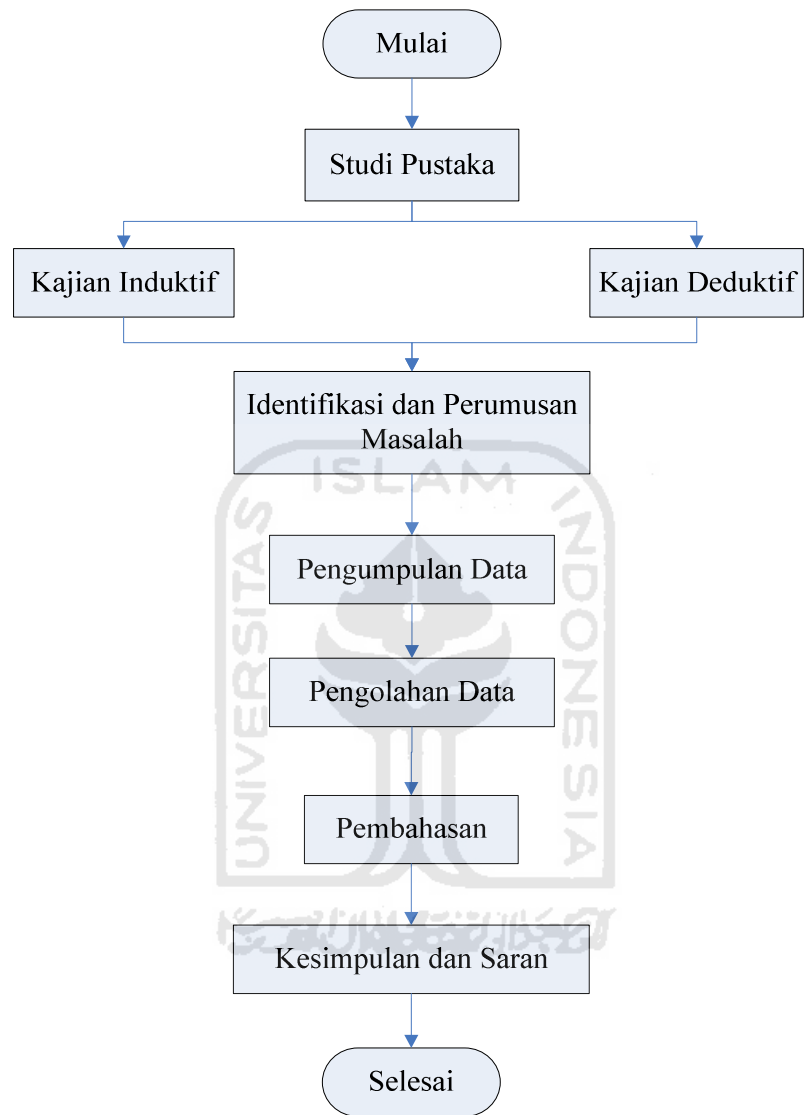 Mulai
Studi Pustaka
Kajian Induktif
Kajian Deduktif
Identifikasi dan Perumusan
Masalah
UNIVERSITAS ISLAM INDONESIA
Pengumpulan Data
Pengolahan Data
Pembahasan
Kesimpulan dan Saran
Selesai